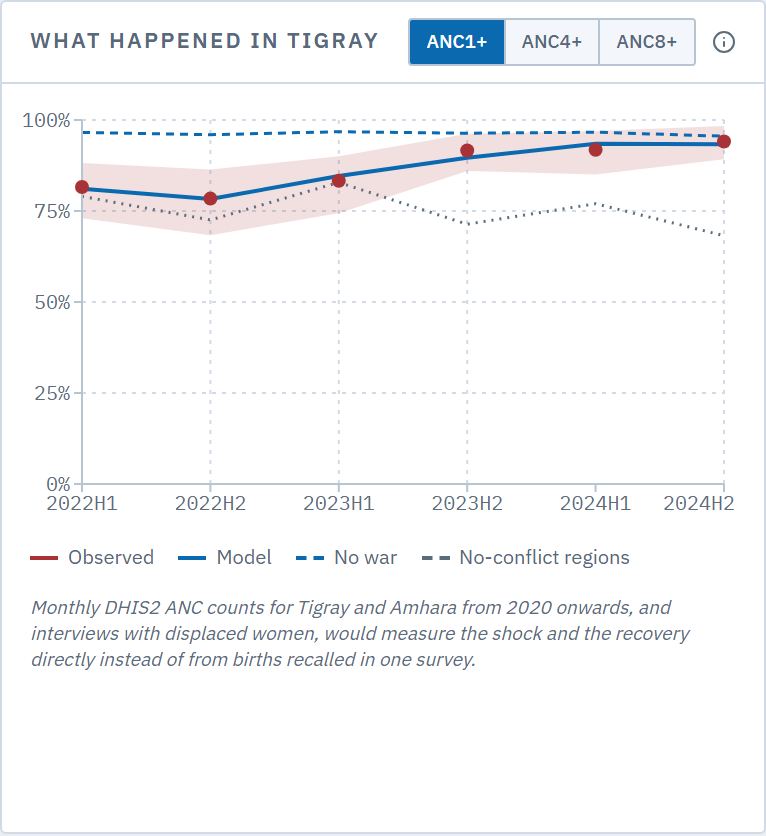 WHAT HAPPENED IN TIGRAY
ANC1+ ANC4+ ANC8+
100%
75%
50%
25%
0%
2022H1 2022H2 2023H1 2023H2 2024H1 2024H2
Observed Model No war No-conflict regions
Monthly DHIS2 ANC counts for Tigray and Amhara from 2020 onwards, and
interviews with displaced women, would measure the shock and the recovery
directly instead of from births recalled in one survey.